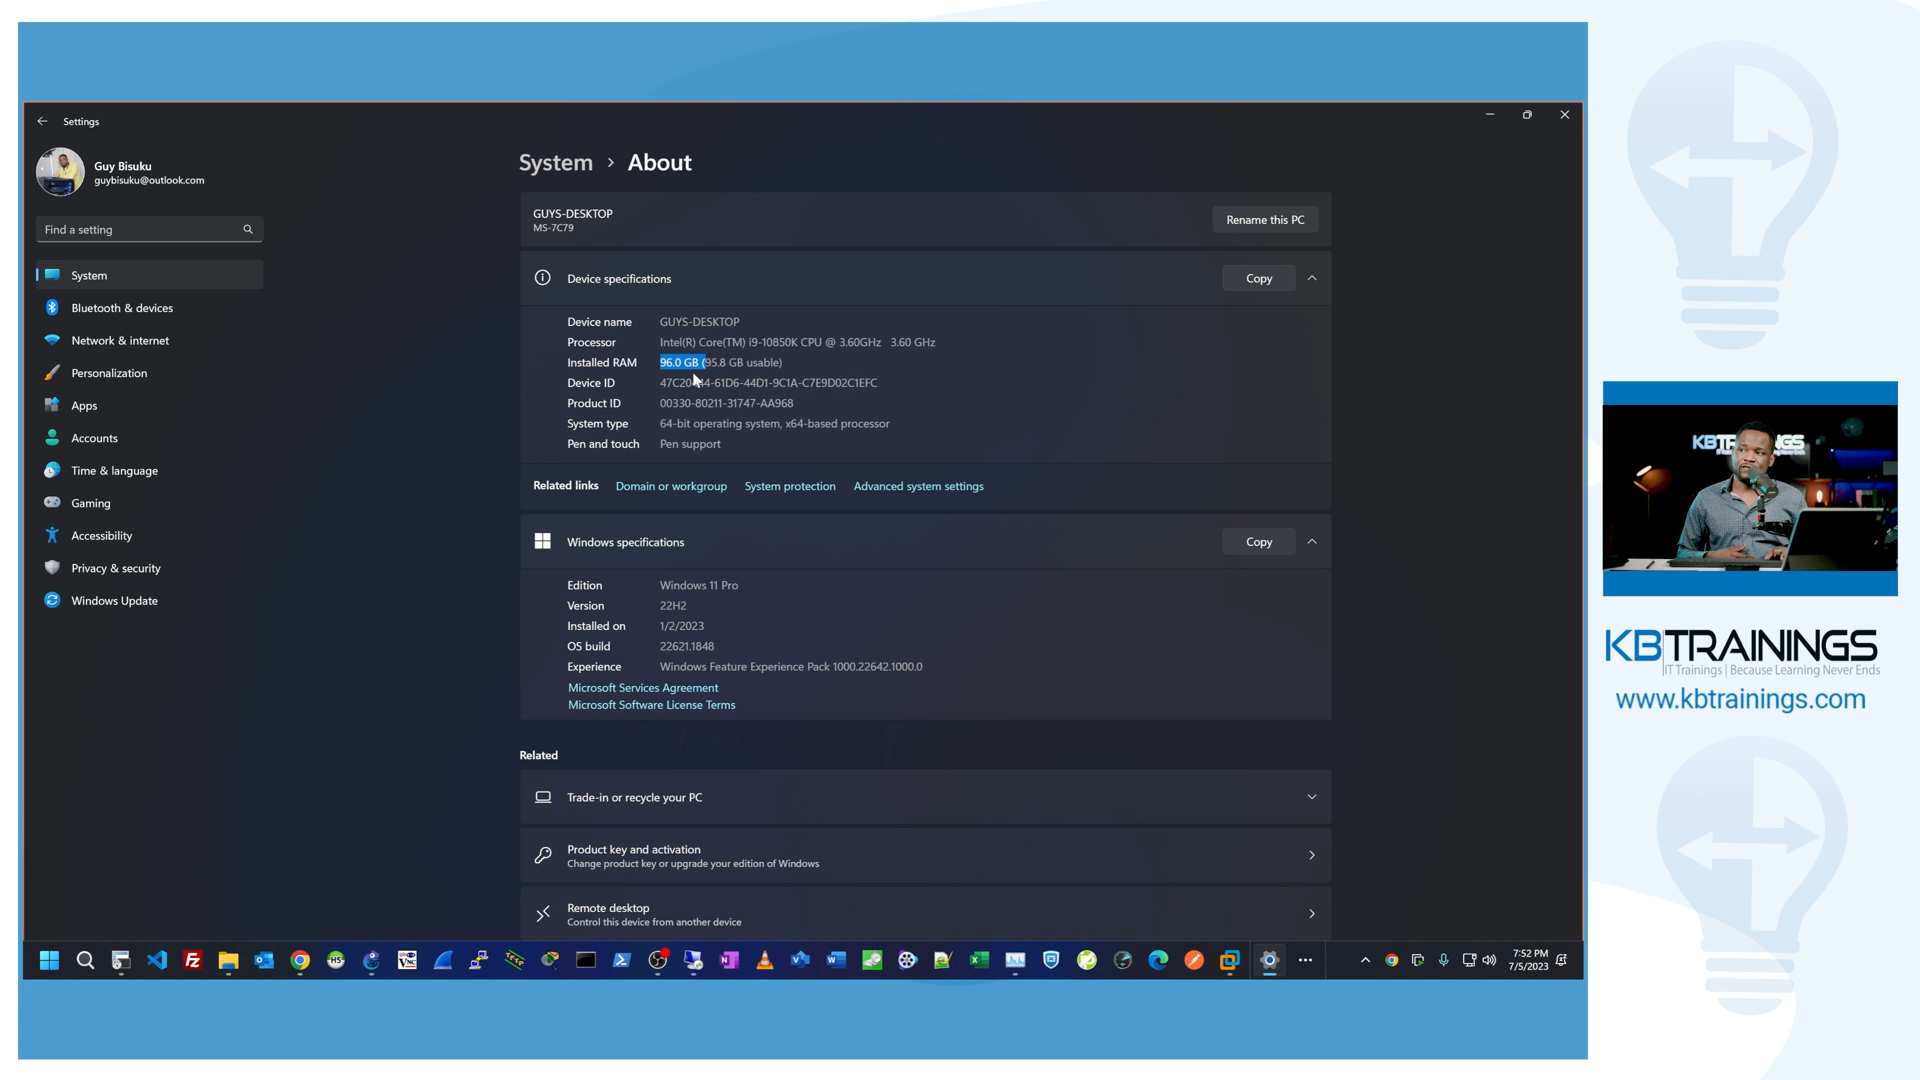 Settings
Guy Bisuku
guybisuku@outlook.com
Find a setting
System
Bluetooth & devices
Network & internet
Personalization
Apps
Accounts
Time & language
Gaming
Accessibility
Privacy & security
Windows Update
System > About
GUYS-DESKTOP
MS-7C79
Rename this PC
Device specifications
Copy
Device name GUYS-DESKTOP
Processor Intel(R) Core(TM) i9-10850K CPU @ 3.60GHz 3.60 GHz
Installed RAM 96.0 GB (95.8 GB usable)
Device ID
Product ID 00330-80211-31747-AA968
System type 64-bit operating system, x64-based processor
Pen and touch Pen support
Related links Domain or workgroup System protection Advanced system settings
Windows specifications
Copy
Edition Windows 11 Pro
Version 22H2
Installed on 1/2/2023
OS build 22621.1848
Experience Windows Feature Experience Pack 1000.22642.1000.0
Microsoft Services Agreement
Microsoft Software License Terms
Related
Trade-in or recycle your PC
Product key and activation
Change product key or upgrade your edition of Windows
Remote desktop
Control this device from another device
7:52 PM
7/5/2023
KBTRAININGS
IT Trainings | Because Learning Never Ends
www.kbtrainings.com